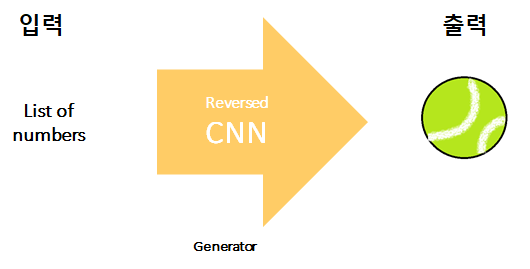 입력
출력
List of
numbers
Reversed
CNN
Generator